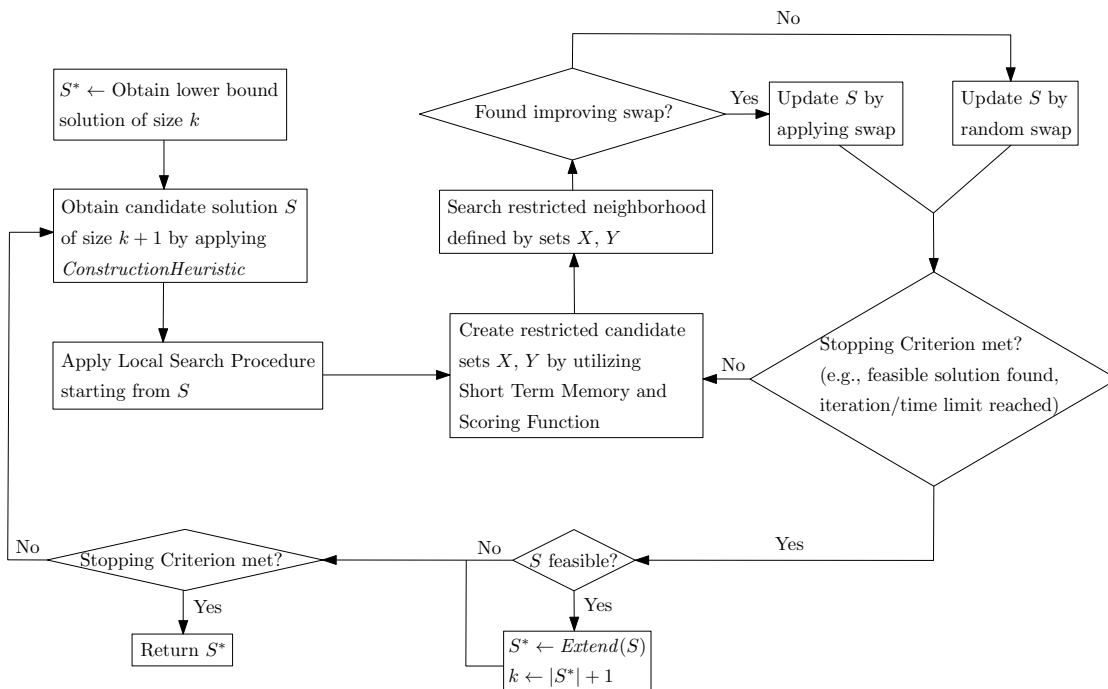 S* ← Obtain lower bound
solution of size k
Obtain candidate solution S
of size k + 1 by applying
ConstructionHeuristic
Apply Local Search Procedure
starting from S
Create restricted candidate
sets X, Y by utilizing
Short Term Memory and
Scoring Function
Search restricted neighborhood
defined by sets X, Y
Found improving swap?
Yes
No
Update S by
applying swap
Update S by
random swap
Stopping Criterion met?
(e.g., feasible solution found,
iteration/time limit reached)
No
Yes
S feasible?
No
Yes
S* ← Extend(S)
k ← |S*| + 1
Stopping Criterion met?
No
Yes
Return S*